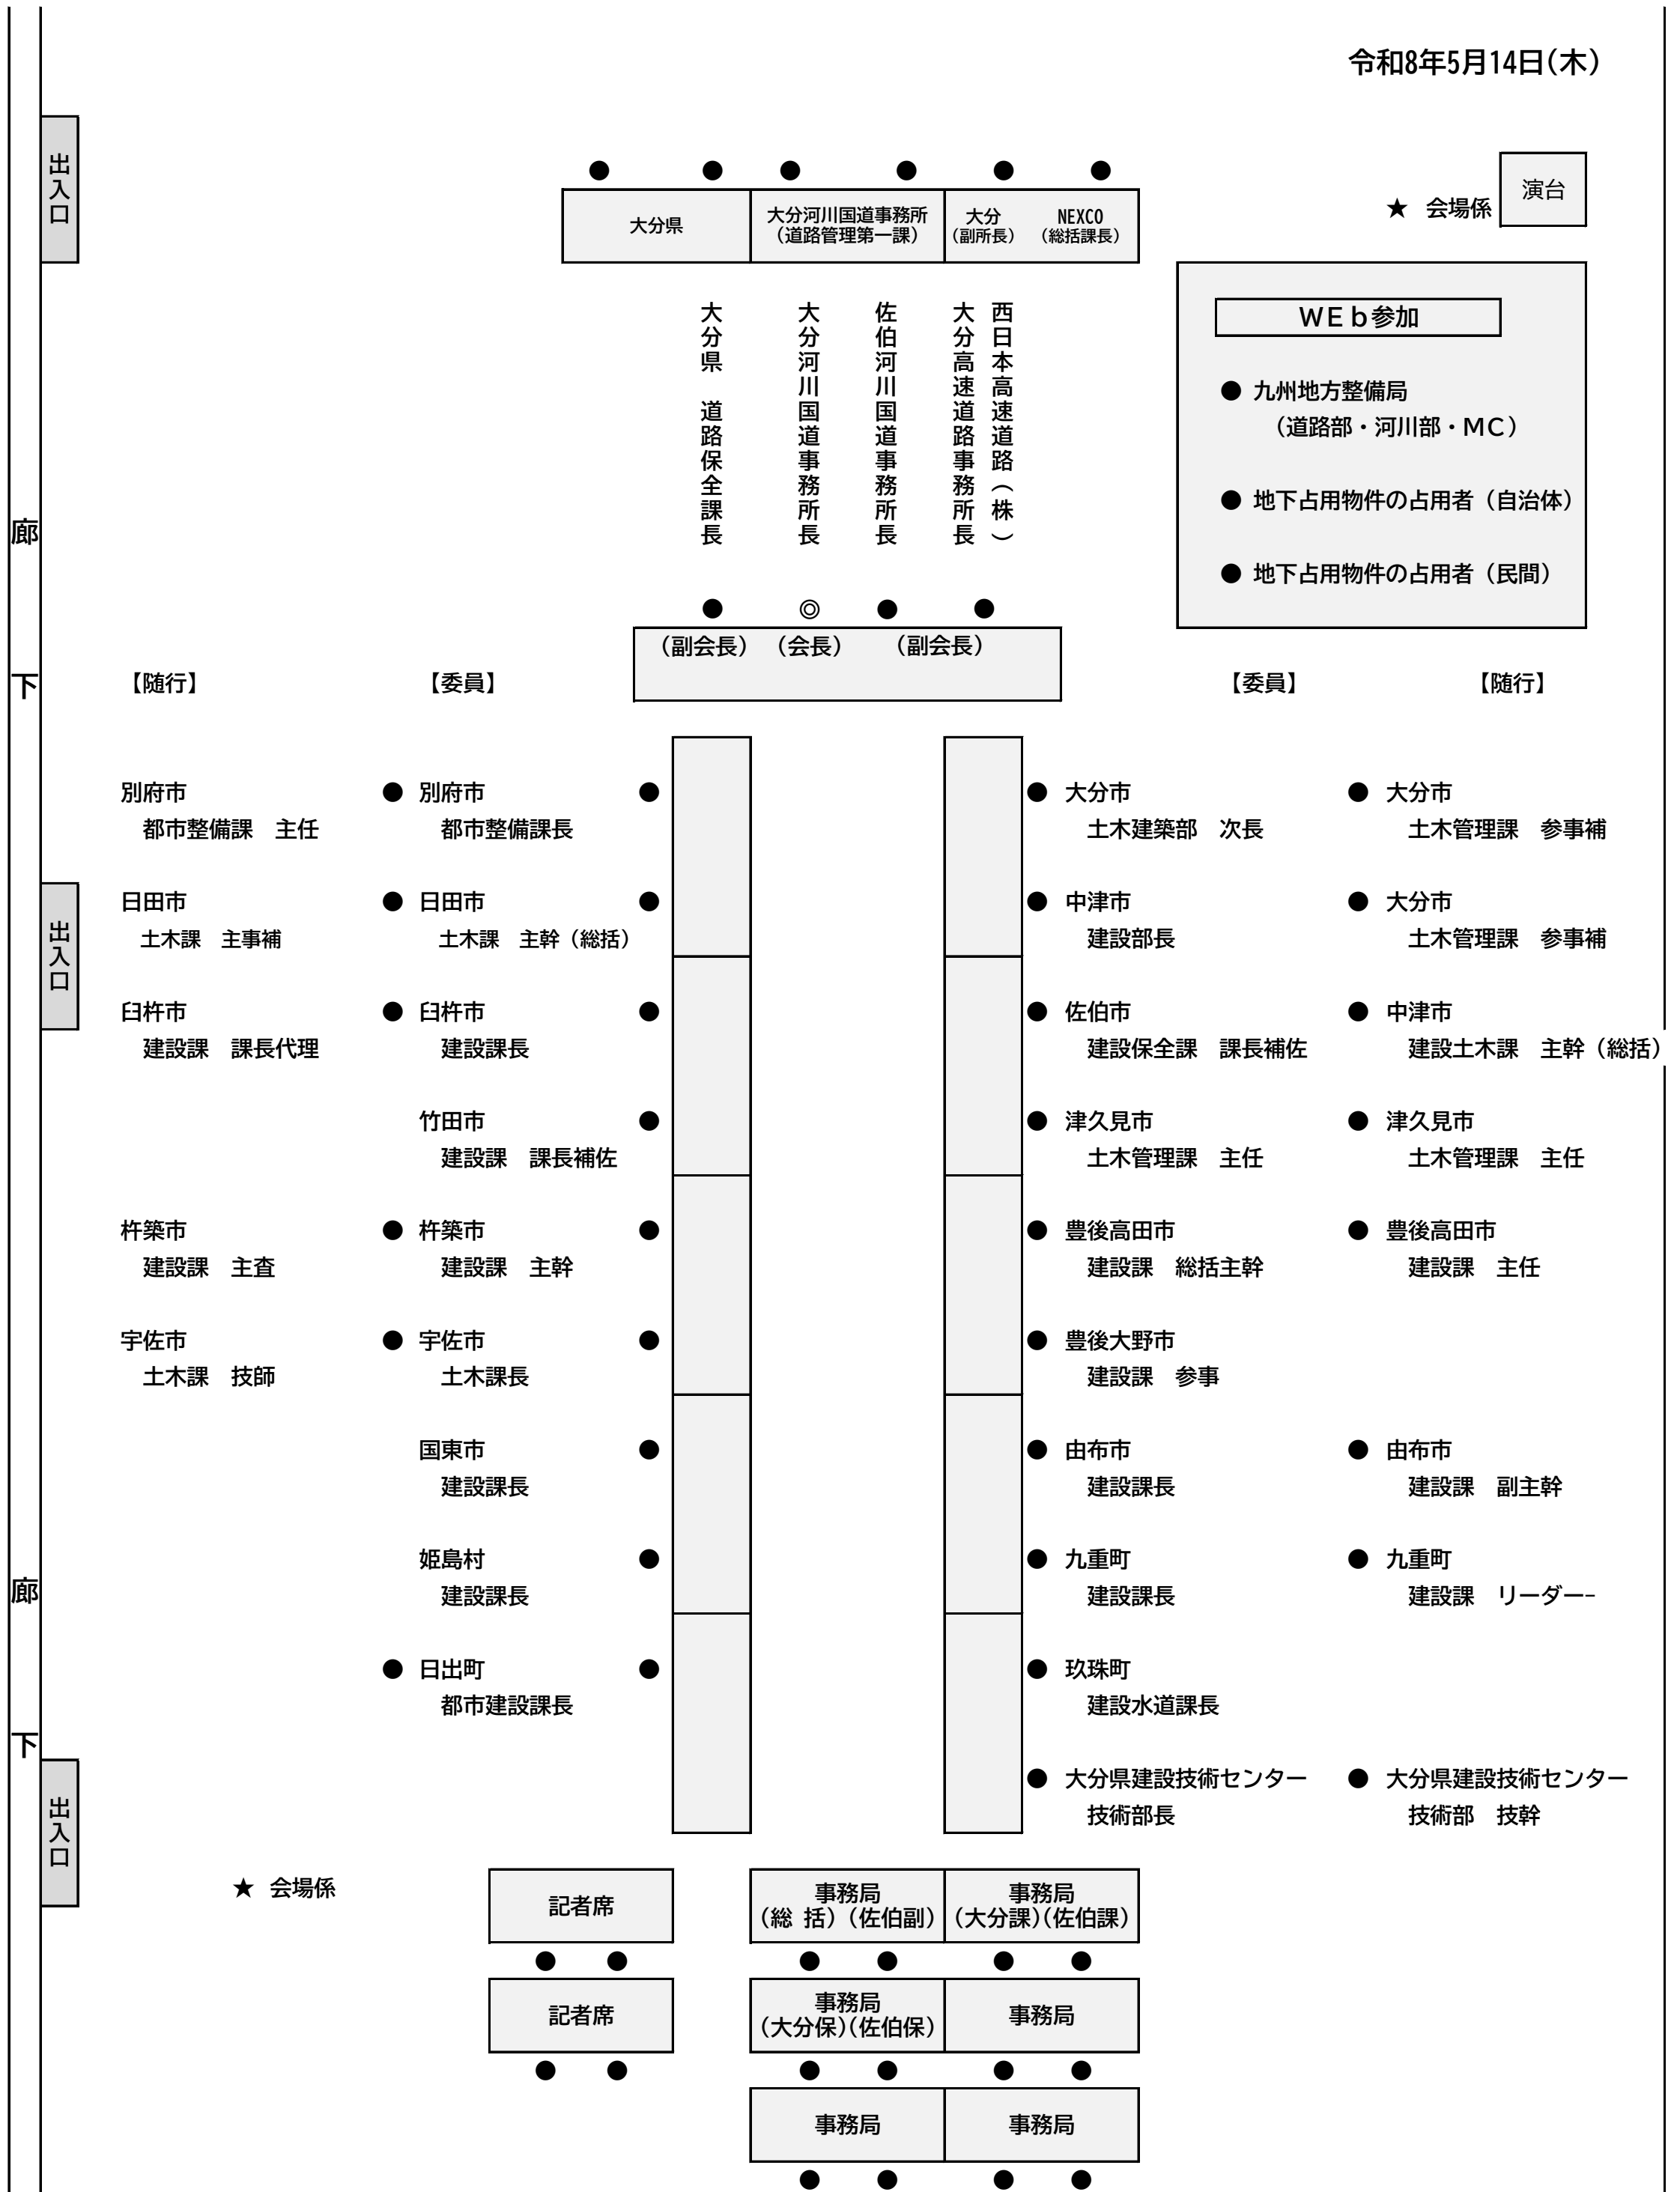 令和8年5月14日(木)
出入口
大分県
大分河川国道事務所
（道路管理第一課）
大分
（副所長）
NEXCO
（総括課長）
★ 会場係
演台
大分県 道路保全課長
大分河川国道事務所長
佐伯河川国道事務所長
西日本高速道路（株）
大分高速道路事務所長
WEb参加
● 九州地方整備局
（道路部・河川部・MC）
● 地下占用物件の占用者（自治体）
● 地下占用物件の占用者（民間）
● ◎ ● ●
（副会長）（会長） （副会長）
廊下
【随行】 【委員】 【委員】 【随行】
別府市 ● 別府市 ● ● 大分市 ● 大分市
都市整備課 主任 都市整備課長 土木建築部 次長 土木管理課 参事補
出入口
日田市 ● 日田市 ● ● 中津市 ● 大分市
土木課 主事補 土木課 主幹（総括） 建設部長 土木管理課 参事補
臼杵市 ● 臼杵市 ● ● 佐伯市 ● 中津市
建設課 課長代理 建設課長 建設保全課 課長補佐 建設土木課 主幹（総括）
竹田市 ● ● 津久見市 ● 津久見市
建設課 課長補佐 土木管理課 主任 土木管理課 主任
杵築市 ● 杵築市 ● ● 豊後高田市 ● 豊後高田市
建設課 主査 建設課 主幹 建設課 総括主幹 建設課 主任
宇佐市 ● 宇佐市 ● ● 豊後大野市
土木課 技師 土木課長 建設課 参事
国東市 ● ● 由布市 ● 由布市
建設課長 建設課長 建設課 副主幹
姫島村 ● ● 九重町 ● 九重町
建設課長 建設課長 建設課 リーダー-
廊下
● 日出町 ● ● 玖珠町
都市建設課長 建設水道課長
● 大分県建設技術センター ● 大分県建設技術センター
技術部長 技術部 技幹
出入口
★ 会場係
記者席
事務局
（総 括）（佐伯副）
事務局
（大分課）（佐伯課）
記者席
事務局
（大分保）（佐伯保）
事務局
事務局
事務局